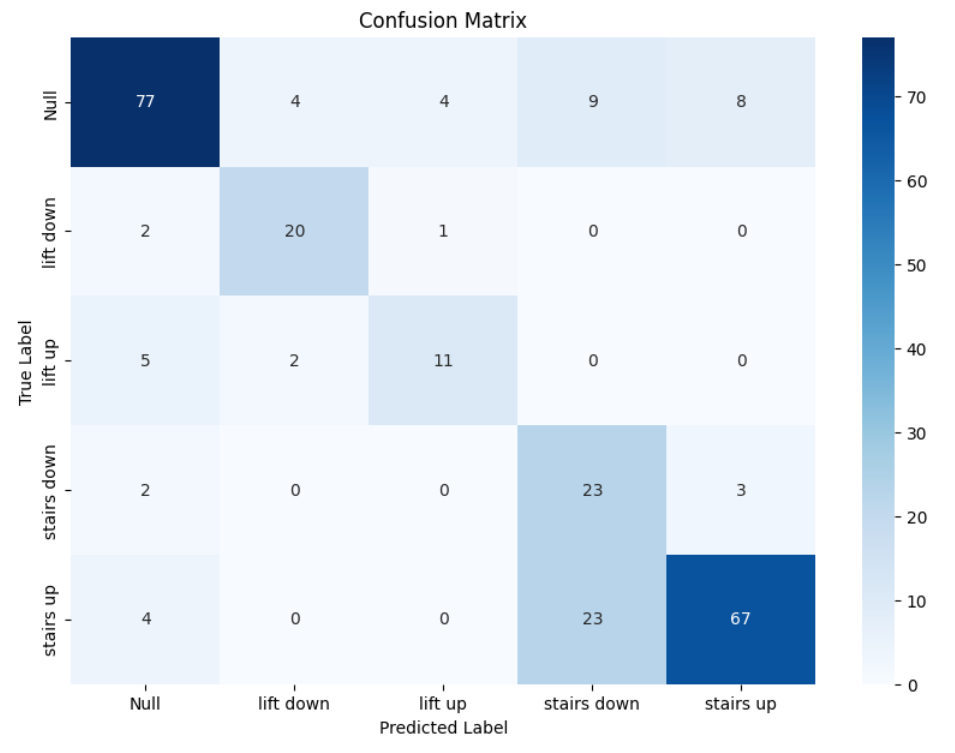 Confusion Matrix
True Label
Null
77 4 4 9 8
lift down
2 20 1 0 0
lift up
5 2 11 0 0
stairs down
2 0 0 23 3
stairs up
4 0 0 23 67
Null lift down lift up stairs down stairs up
Predicted Label
70
60
50
40
30
20
10
0